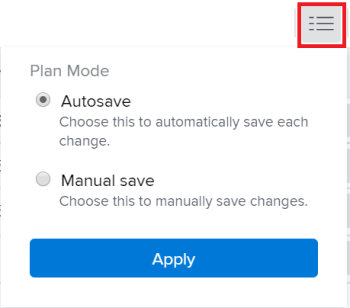 Plan Mode
Autosave
Choose this to automatically save each
change.
Manual save
Choose this to manually save changes.
Apply